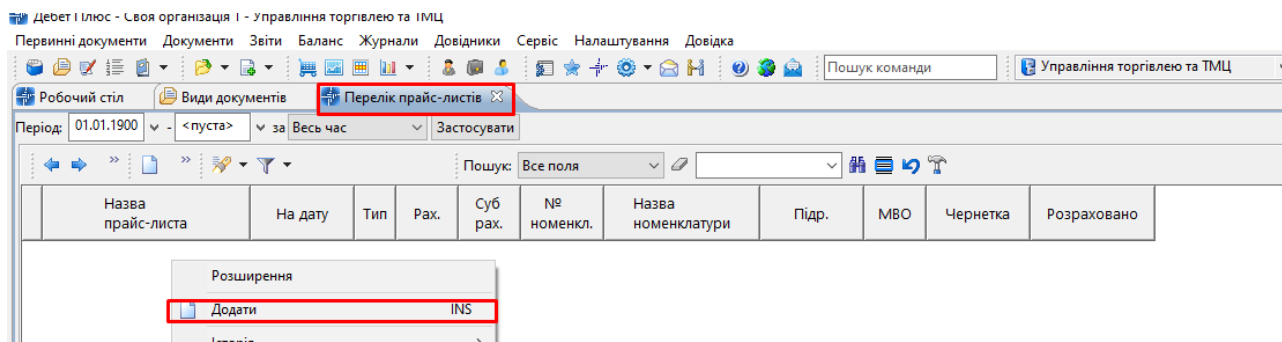 Дебет Плюс - Своя організація 1 - Управління торгівлею та ТМЦ
Первинні документи Документи Звіти Баланс Журнали Довідники Сервіс Налаштування Довідка
Пошук команди Управління торгівлею та ТМЦ
Робочий стіл Види документів Перелік прайс-листів
Період: 01.01.1900 - <пуста> за Весь час Застосувати
Пошук: Все поля
Назва прайс-листа На дату Тип Рах. Суб рах. № номенкл. Назва номенклатури Підр. МВО Чернетка Розраховано
Розширення
Додати INS
Історія